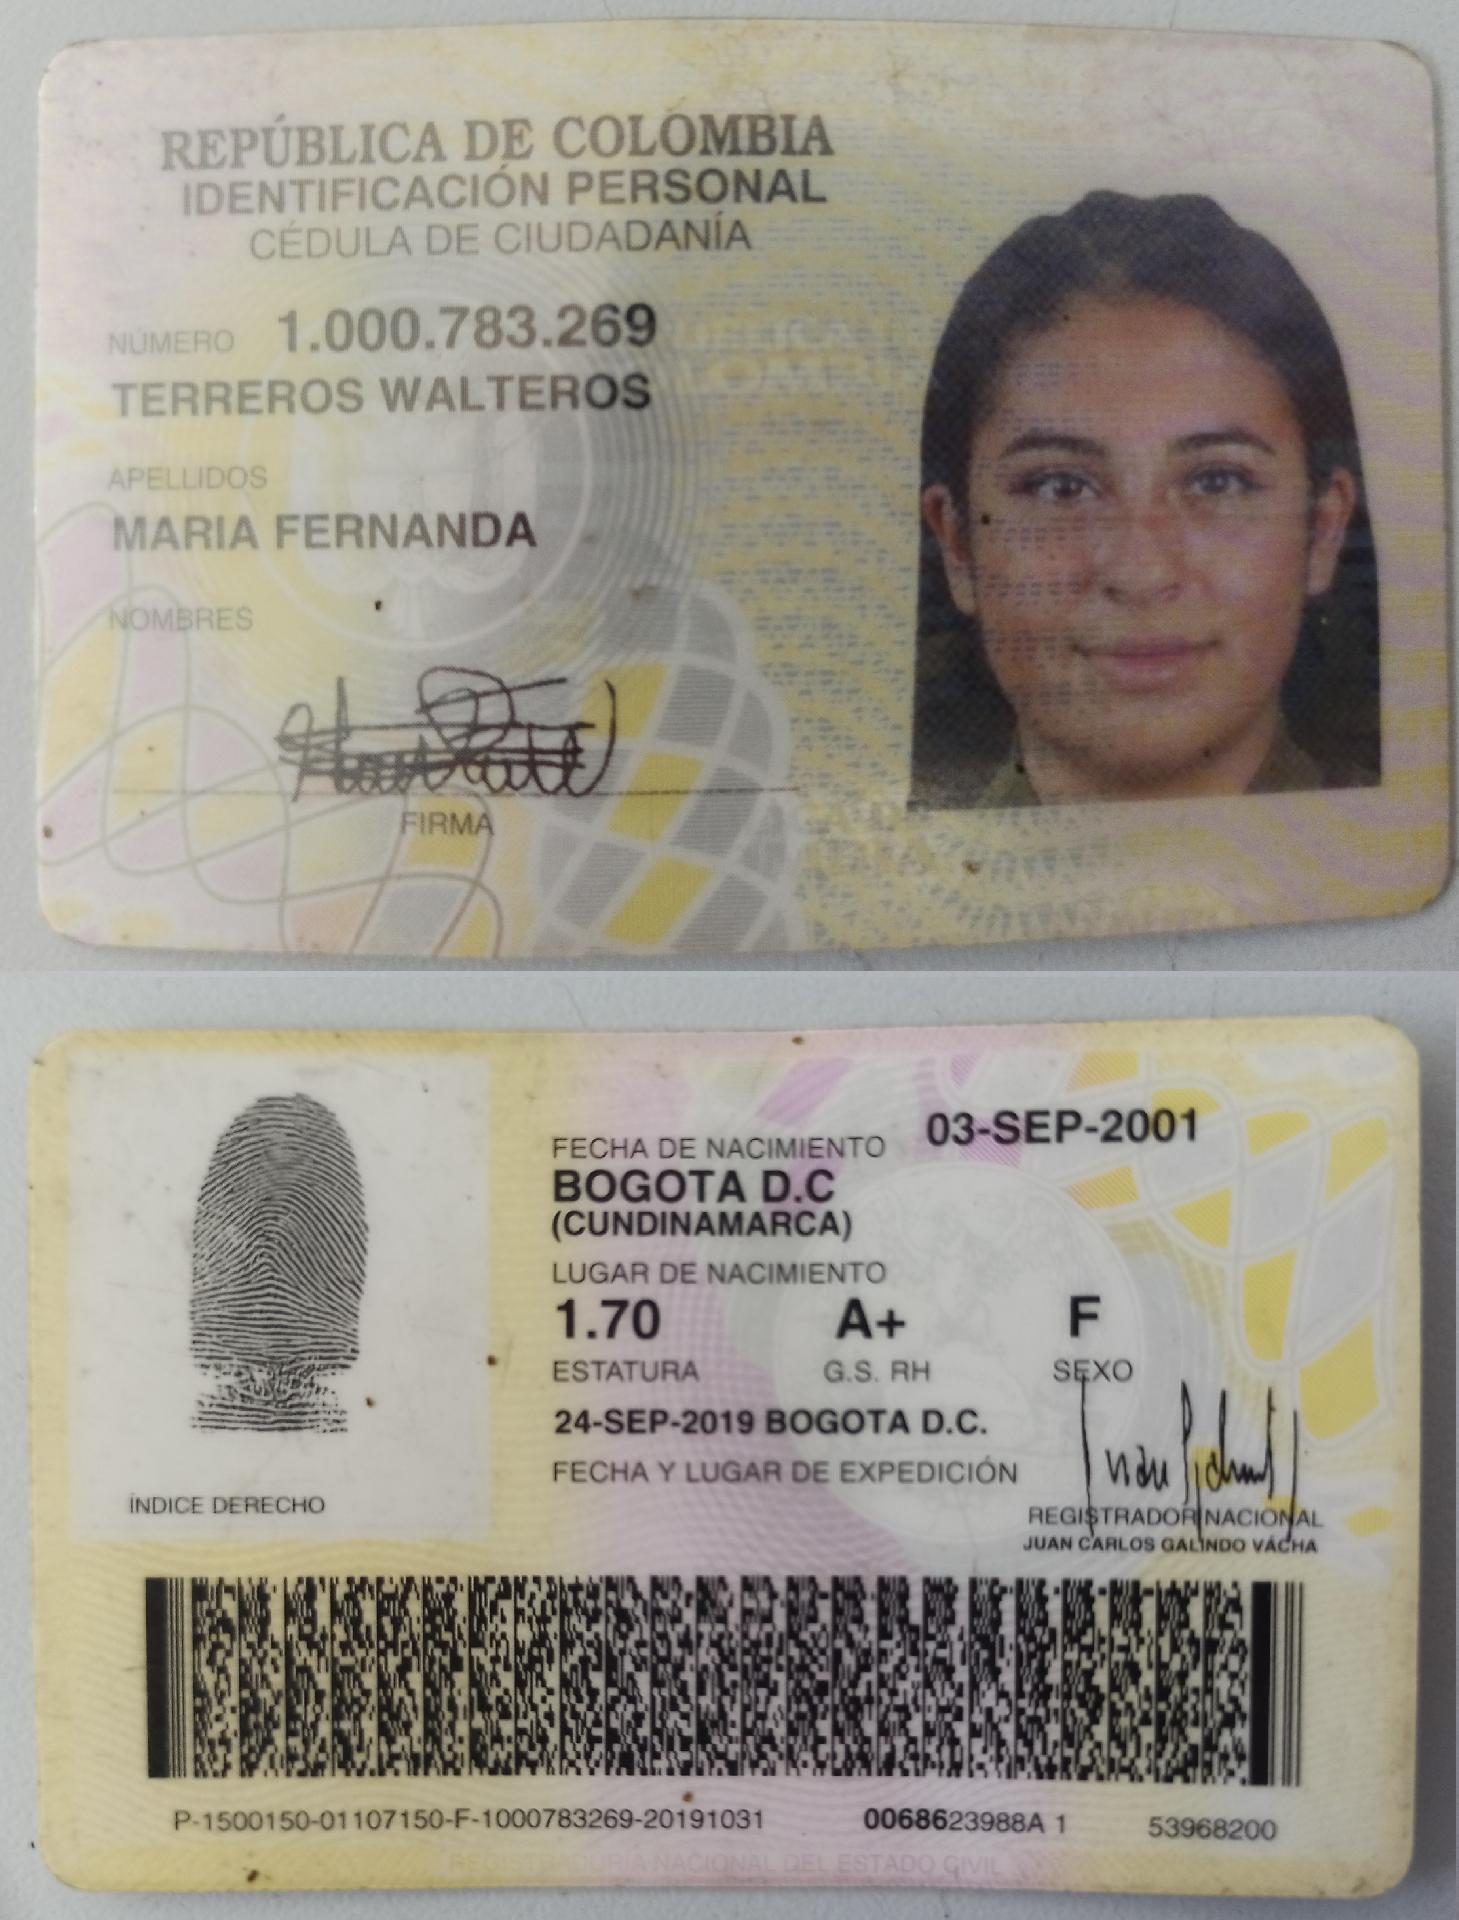 REPÚBLICA DE COLOMBIA
IDENTIFICACIÓN PERSONAL
CÉDULA DE CIUDADANÍA
NÚMERO 1.000.783.269
TERREROS WALTEROS
APELLIDOS
MARIA FERNANDA
NOMBRES
FIRMA
FECHA DE NACIMIENTO 03-SEP-2001
BOGOTA D.C
(CUNDINAMARCA)
LUGAR DE NACIMIENTO
1.70 A+ F
ESTATURA G.S. RH SEXO
24-SEP-2019 BOGOTA D.C.
FECHA Y LUGAR DE EXPEDICIÓN
ÍNDICE DERECHO
REGISTRADOR NACIONAL
JUAN CARLOS GALINDO VÁCHA
P-1500150-01107150-F-1000783269-20191031 0068623988A 1 53968200
REGISTRADURIA NACIONAL DEL ESTADO CIVIL